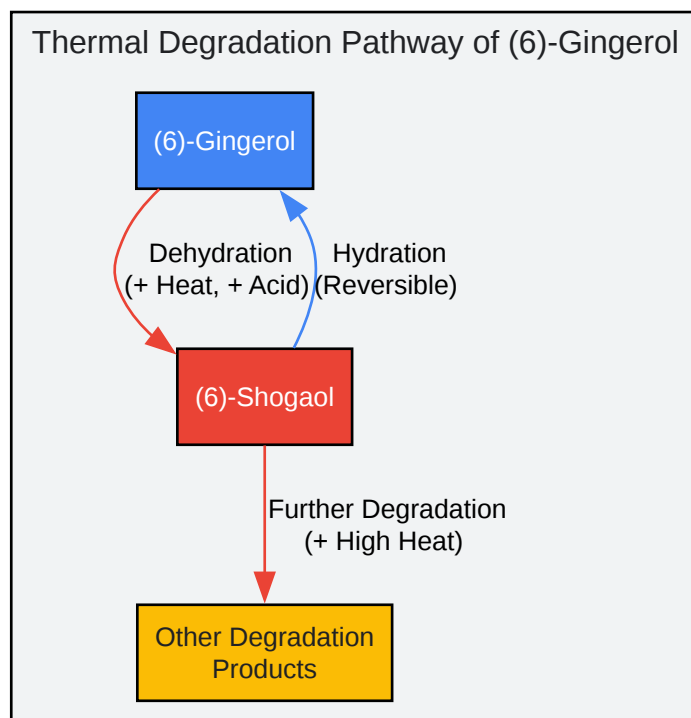 Thermal Degradation Pathway of (6)-Gingerol
(6)-Gingerol
Dehydration
(+ Heat, + Acid)
Hydration
(Reversible)
(6)-Shogaol
Further Degradation
(+ High Heat)
Other Degradation
Products